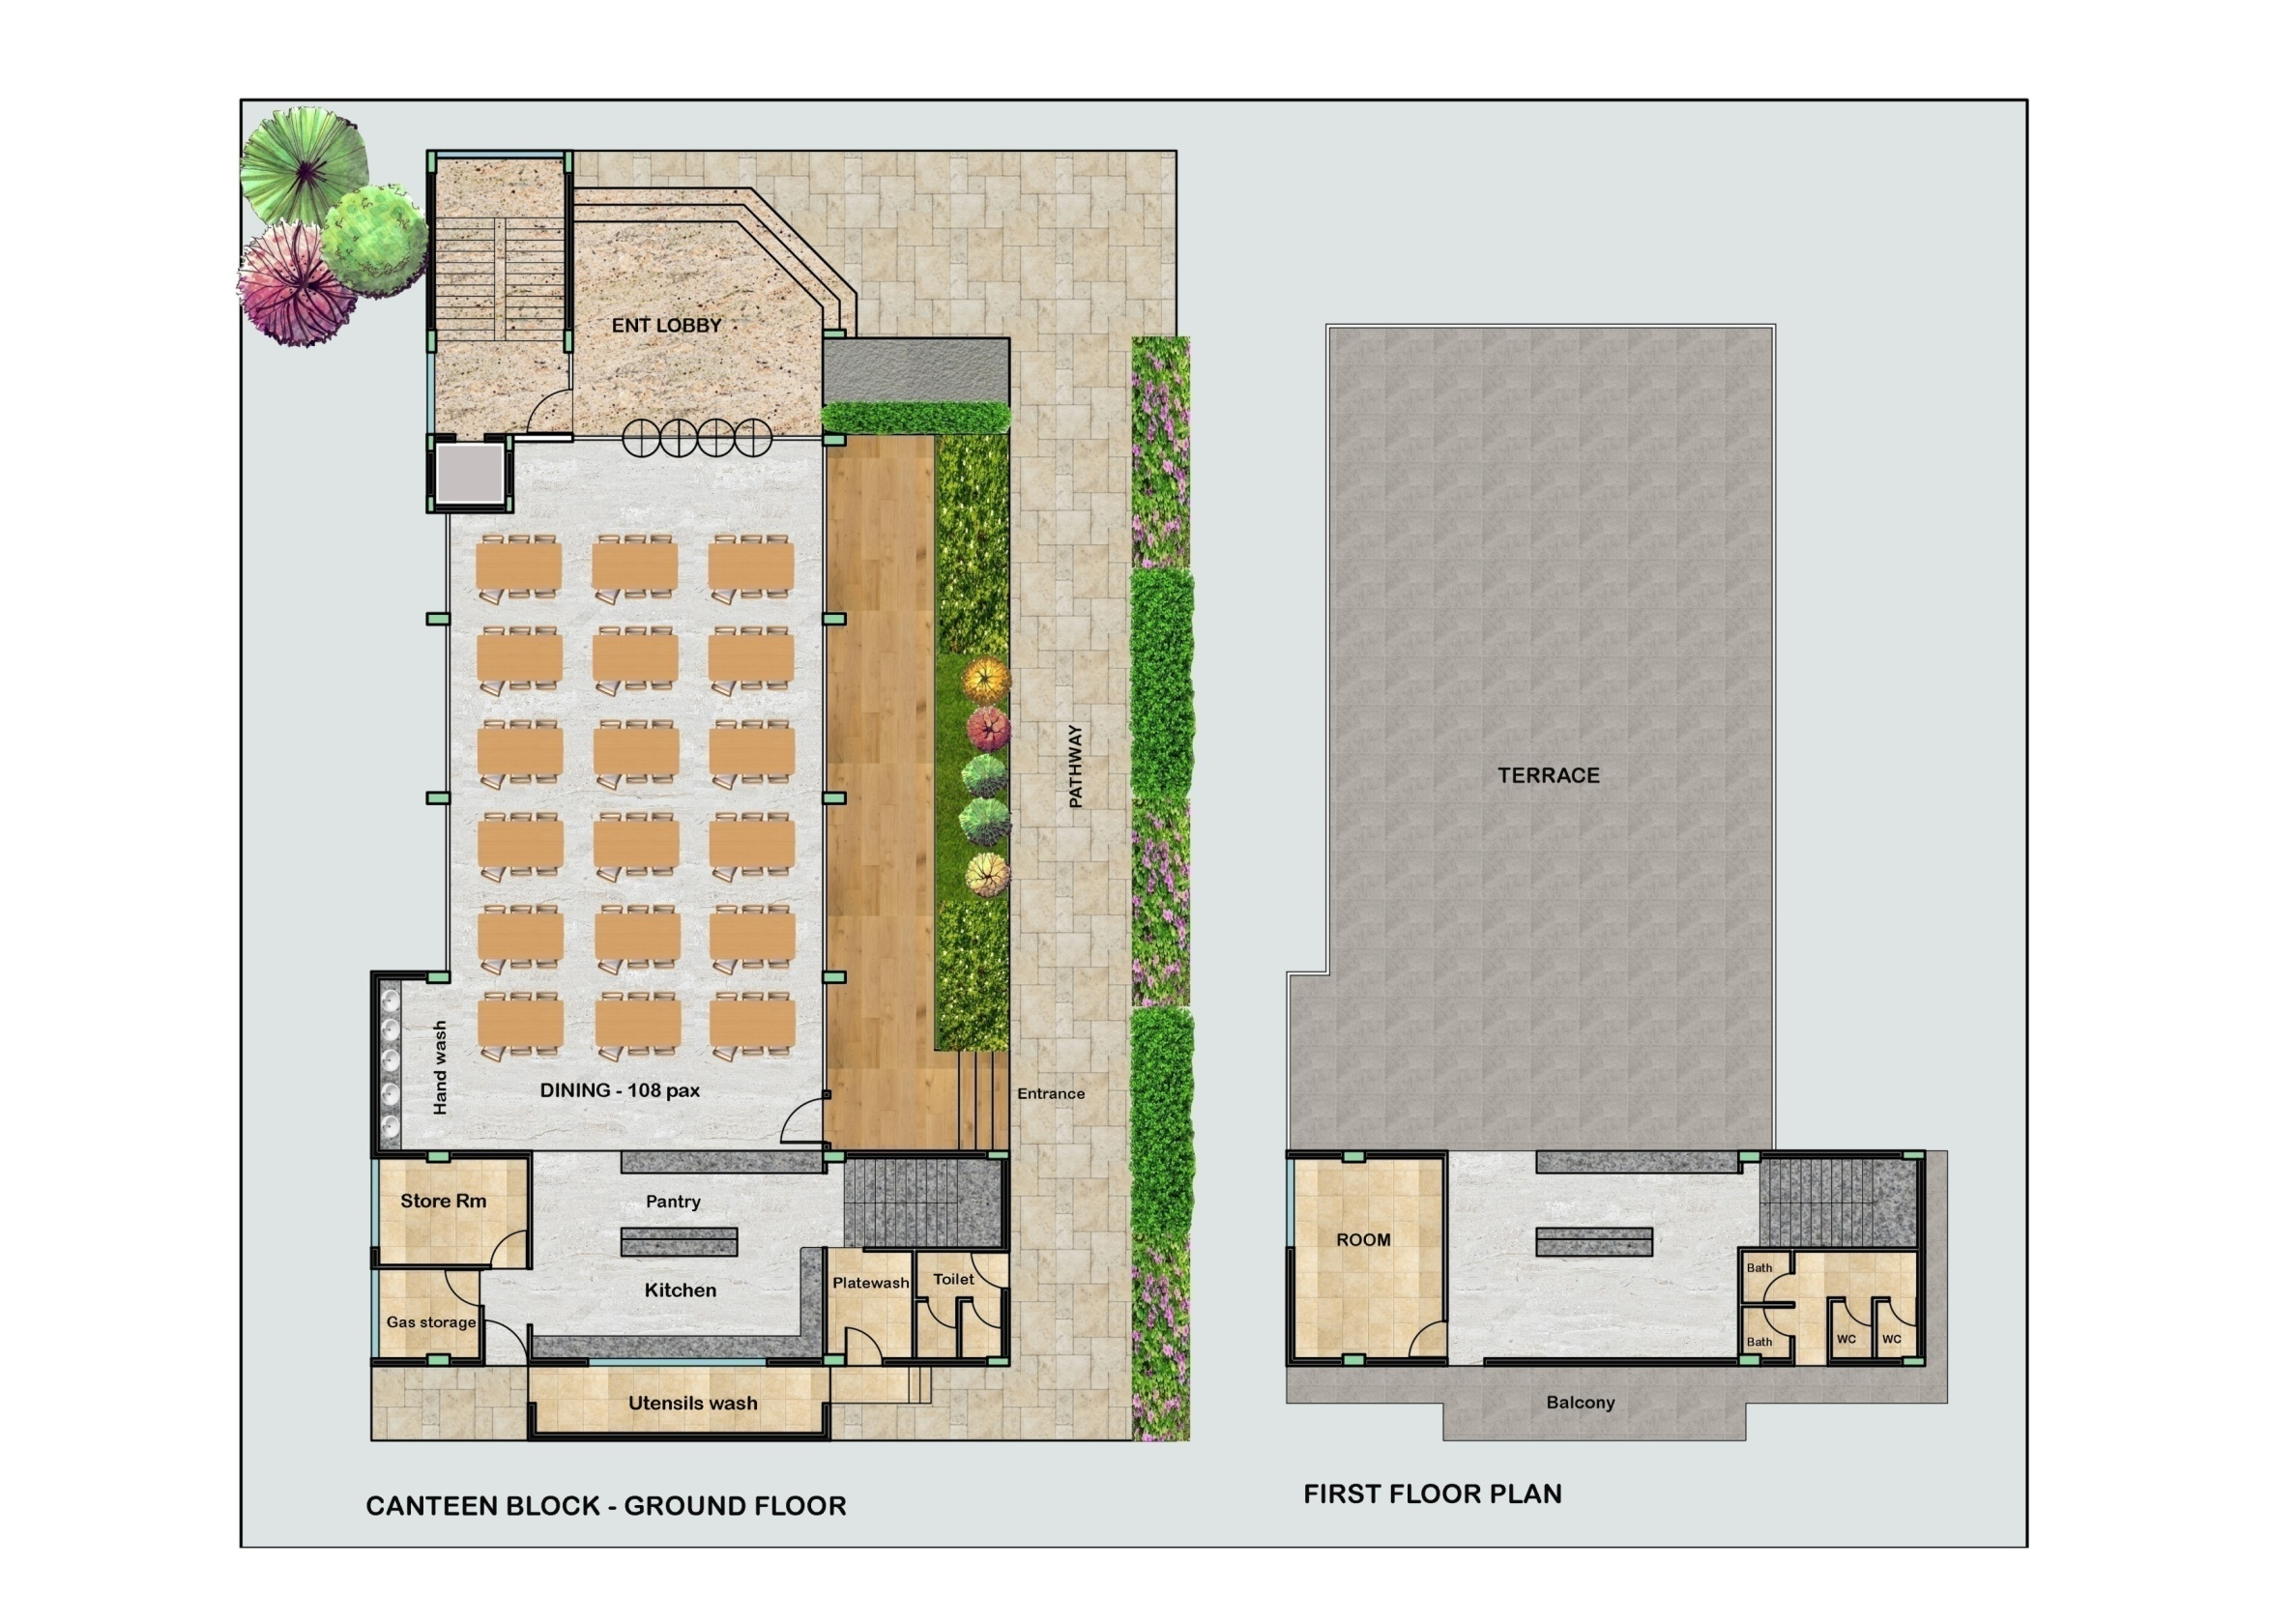 ENT LOBBY
PATHWAY
TERRACE
Hand wash
DINING - 108 pax
Entrance
Store Rm
Pantry
ROOM
Bath
Platewash
Toilet
Kitchen
Gas storage
Bath
WC
WC
Utensils wash
Balcony
CANTEEN BLOCK - GROUND FLOOR
FIRST FLOOR PLAN